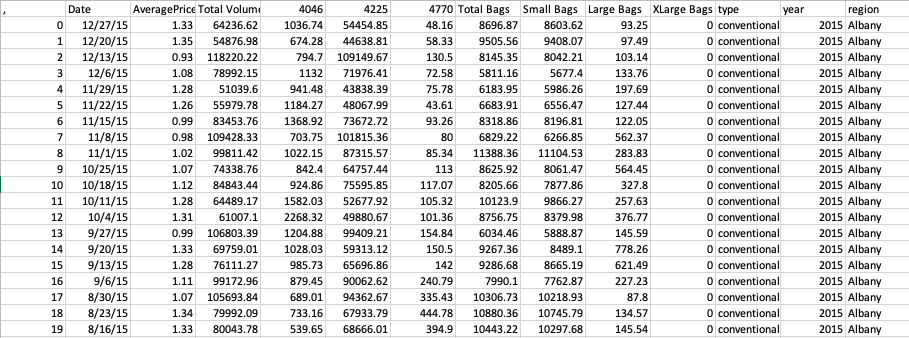 , Date AveragePrice Total Volume 4046 4225 4770 Total Bags Small Bags Large Bags XLarge Bags type year region
0 12/27/15 1.33 64236.62 1036.74 54454.85 48.16 8696.87 8603.62 93.25 0 conventional 2015 Albany
1 12/20/15 1.35 54876.98 674.28 44638.81 58.33 9505.56 9408.07 97.49 0 conventional 2015 Albany
2 12/13/15 0.93 118220.22 794.7 109149.67 130.5 8145.35 8042.21 103.14 0 conventional 2015 Albany
3 12/6/15 1.08 78992.15 1132 71976.41 72.58 5811.16 5677.4 133.76 0 conventional 2015 Albany
4 11/29/15 1.28 51039.6 941.48 43838.39 75.78 6183.95 5986.26 197.69 0 conventional 2015 Albany
5 11/22/15 1.26 55979.78 1184.27 48067.99 43.61 6683.91 6556.47 127.44 0 conventional 2015 Albany
6 11/15/15 0.99 83453.76 1368.92 73672.72 93.26 8318.86 8196.81 122.05 0 conventional 2015 Albany
7 11/8/15 0.98 109428.33 703.75 101815.36 80 6829.22 6266.85 562.37 0 conventional 2015 Albany
8 11/1/15 1.02 99811.42 1022.15 87315.57 85.34 11388.36 11104.53 283.83 0 conventional 2015 Albany
9 10/25/15 1.07 74338.76 842.4 64757.44 113 8625.92 8061.47 564.45 0 conventional 2015 Albany
10 10/18/15 1.12 84843.44 924.86 75595.85 117.07 8205.66 7877.86 327.8 0 conventional 2015 Albany
11 10/11/15 1.28 64489.17 1582.03 52677.92 105.32 10123.9 9866.27 257.63 0 conventional 2015 Albany
12 10/4/15 1.31 61007.1 2268.32 49880.67 101.36 8756.75 8379.98 376.77 0 conventional 2015 Albany
13 9/27/15 0.99 106803.39 1204.88 99409.21 154.84 6034.46 5888.87 145.59 0 conventional 2015 Albany
14 9/20/15 1.33 69759.01 1028.03 59313.12 150.5 9267.36 8489.1 778.26 0 conventional 2015 Albany
15 9/13/15 1.28 76111.27 985.73 65696.86 142 9286.68 8665.19 621.49 0 conventional 2015 Albany
16 9/6/15 1.11 99172.96 879.45 90062.62 240.79 7990.1 7762.87 227.23 0 conventional 2015 Albany
17 8/30/15 1.07 105693.84 689.01 94362.67 335.43 10306.73 10218.93 87.8 0 conventional 2015 Albany
18 8/23/15 1.34 79992.09 733.16 67933.79 444.78 10880.36 10745.79 134.57 0 conventional 2015 Albany
19 8/16/15 1.33 80043.78 539.65 68666.01 394.9 10443.22 10297.68 145.54 0 conventional 2015 Albany